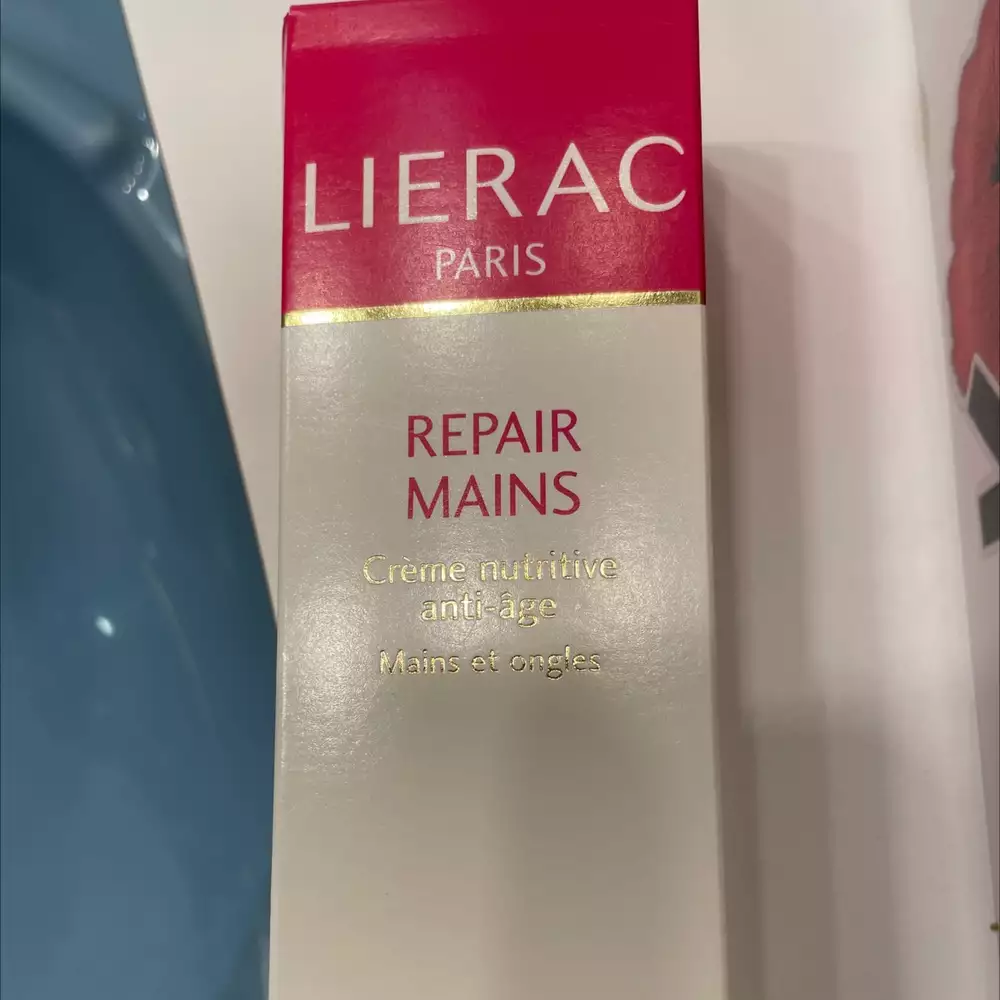 LIERAC
PARIS
REPAIR
MAINS
Crème nutritive
anti-âge
Mains et ongles